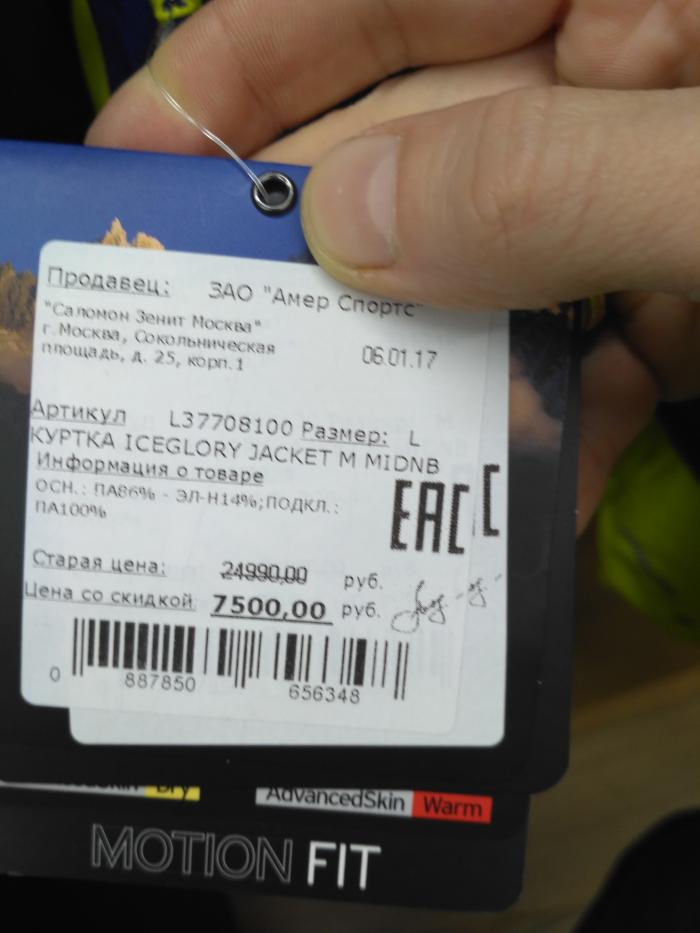 Продавец: ЗАО "Амер Спортс"
"Саломон Зенит Москва"
г.Москва, Сокольническая
площадь, д. 25, корп.1
06.01.17
Артикул L37708100 Размер: L
КУРТКА ICEGLORY JACKET M MIDNB
Информация о товаре
ОСН.: ПА86% - ЭЛ-Н14%;ПОДКЛ.:
ПА100%
EAC
Старая цена: 24990,00 руб.
Цена со скидкой 7500,00 руб.
0 887850 656348
Dry
AdvancedSkin Warm
MOTION FIT